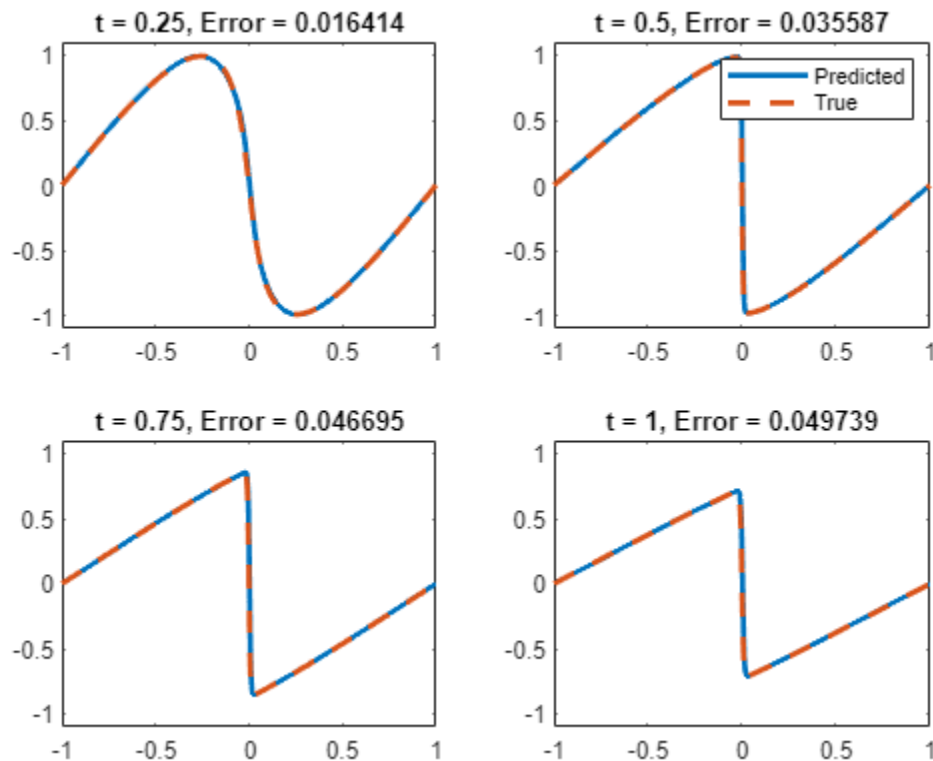 t = 0.25, Error = 0.016414
1
0.5
0
-0.5
-1
-1 -0.5 0 0.5 1
t = 0.5, Error = 0.035587
Predicted
True
1
0.5
0
-0.5
-1
-1 -0.5 0 0.5 1
t = 0.75, Error = 0.046695
1
0.5
0
-0.5
-1
-1 -0.5 0 0.5 1
t = 1, Error = 0.049739
1
0.5
0
-0.5
-1
-1 -0.5 0 0.5 1